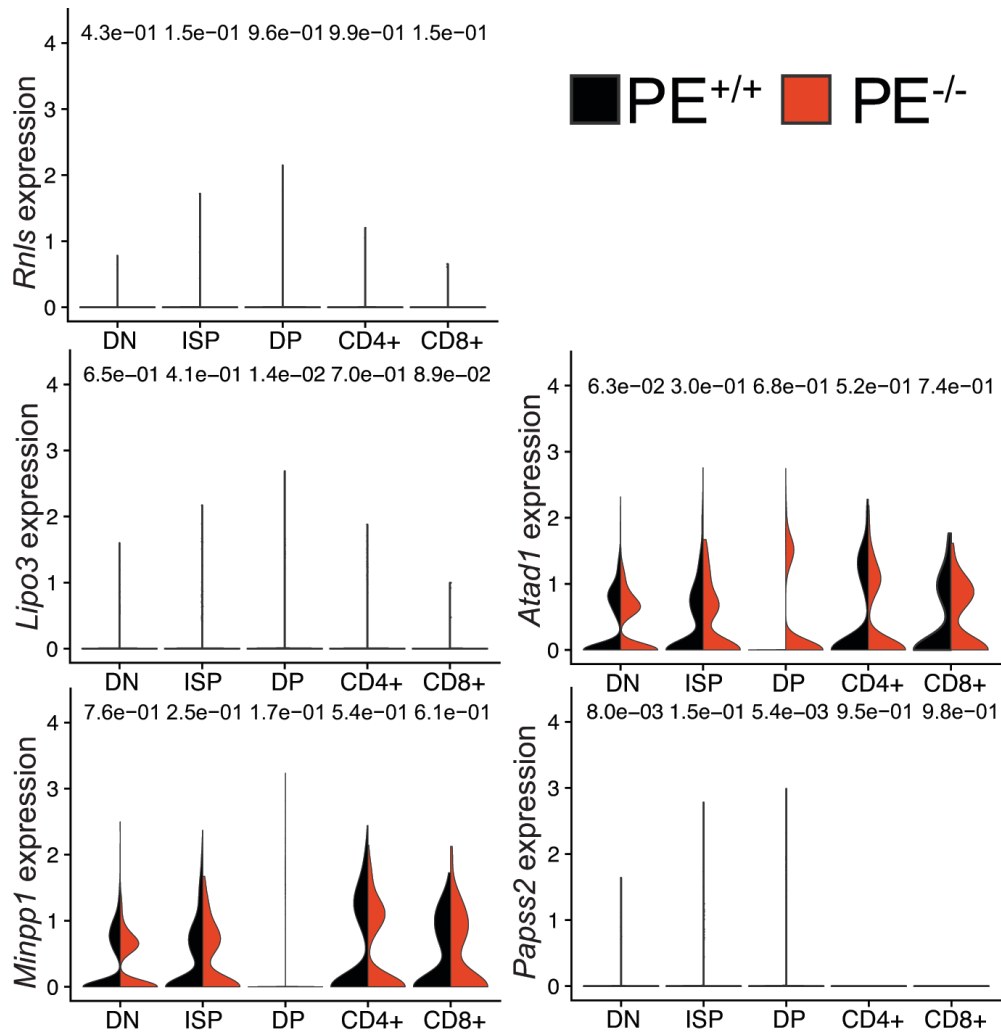 4.3e−01 1.5e−01 9.6e−01 9.9e−01 1.5e−01
4
3
2
1
0
Rnls expression
DN ISP DP CD4+ CD8+
PE+/+ PE-/-
6.5e−01 4.1e−01 1.4e−02 7.0e−01 8.9e−02
4
3
2
1
0
Lipo3 expression
DN ISP DP CD4+ CD8+
6.3e−02 3.0e−01 6.8e−01 5.2e−01 7.4e−01
4
3
2
1
0
Atad1 expression
DN ISP DP CD4+ CD8+
7.6e−01 2.5e−01 1.7e−01 5.4e−01 6.1e−01
4
3
2
1
0
Minpp1 expression
DN ISP DP CD4+ CD8+
8.0e−03 1.5e−01 5.4e−03 9.5e−01 9.8e−01
4
3
2
1
0
Papss2 expression
DN ISP DP CD4+ CD8+